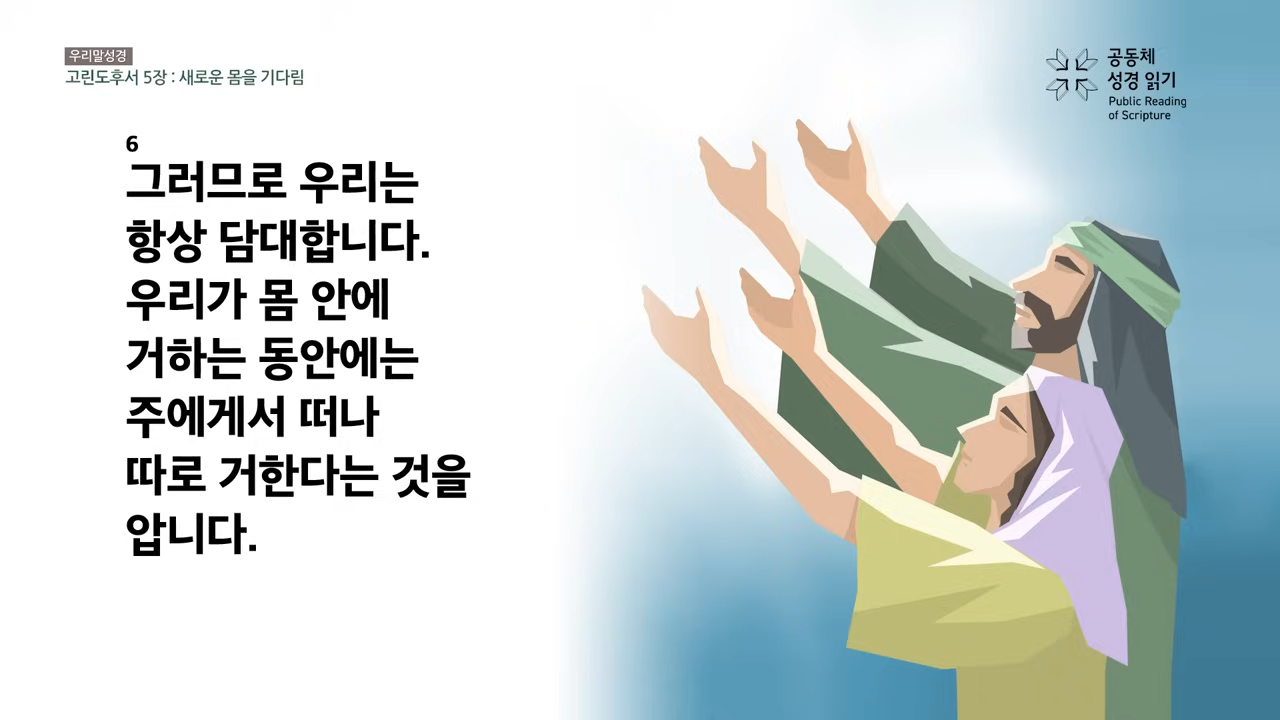 우리말성경
고린도후서 5장 : 새로운 몸을 기다림
공동체
성경 읽기
Public Reading
of Scripture
6
그러므로 우리는
항상 담대합니다.
우리가 몸 안에
거하는 동안에는
주에게서 떠나
따로 거한다는 것을
압니다.